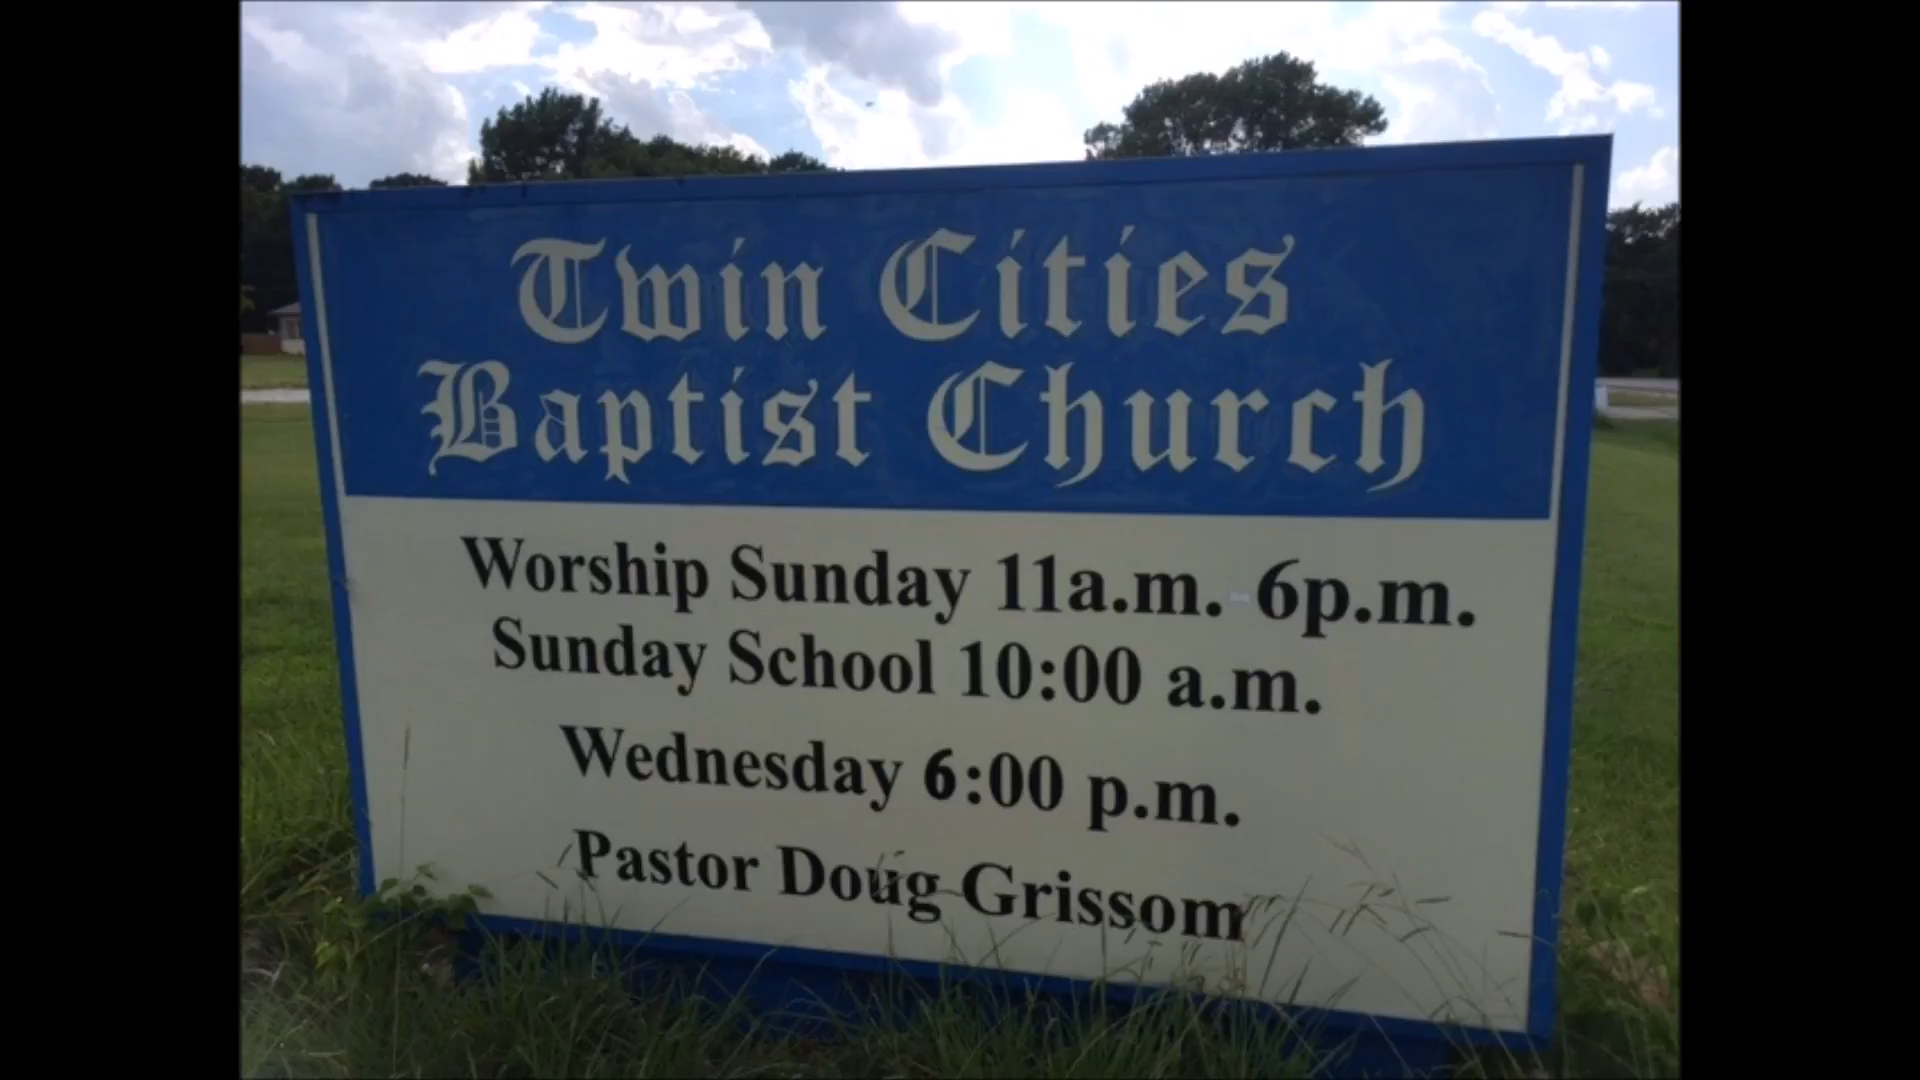 Twin Cities
Baptist Church
Worship Sunday 11a.m. - 6p.m.
Sunday School 10:00 a.m.
Wednesday 6:00 p.m.
Pastor Doug Grissom